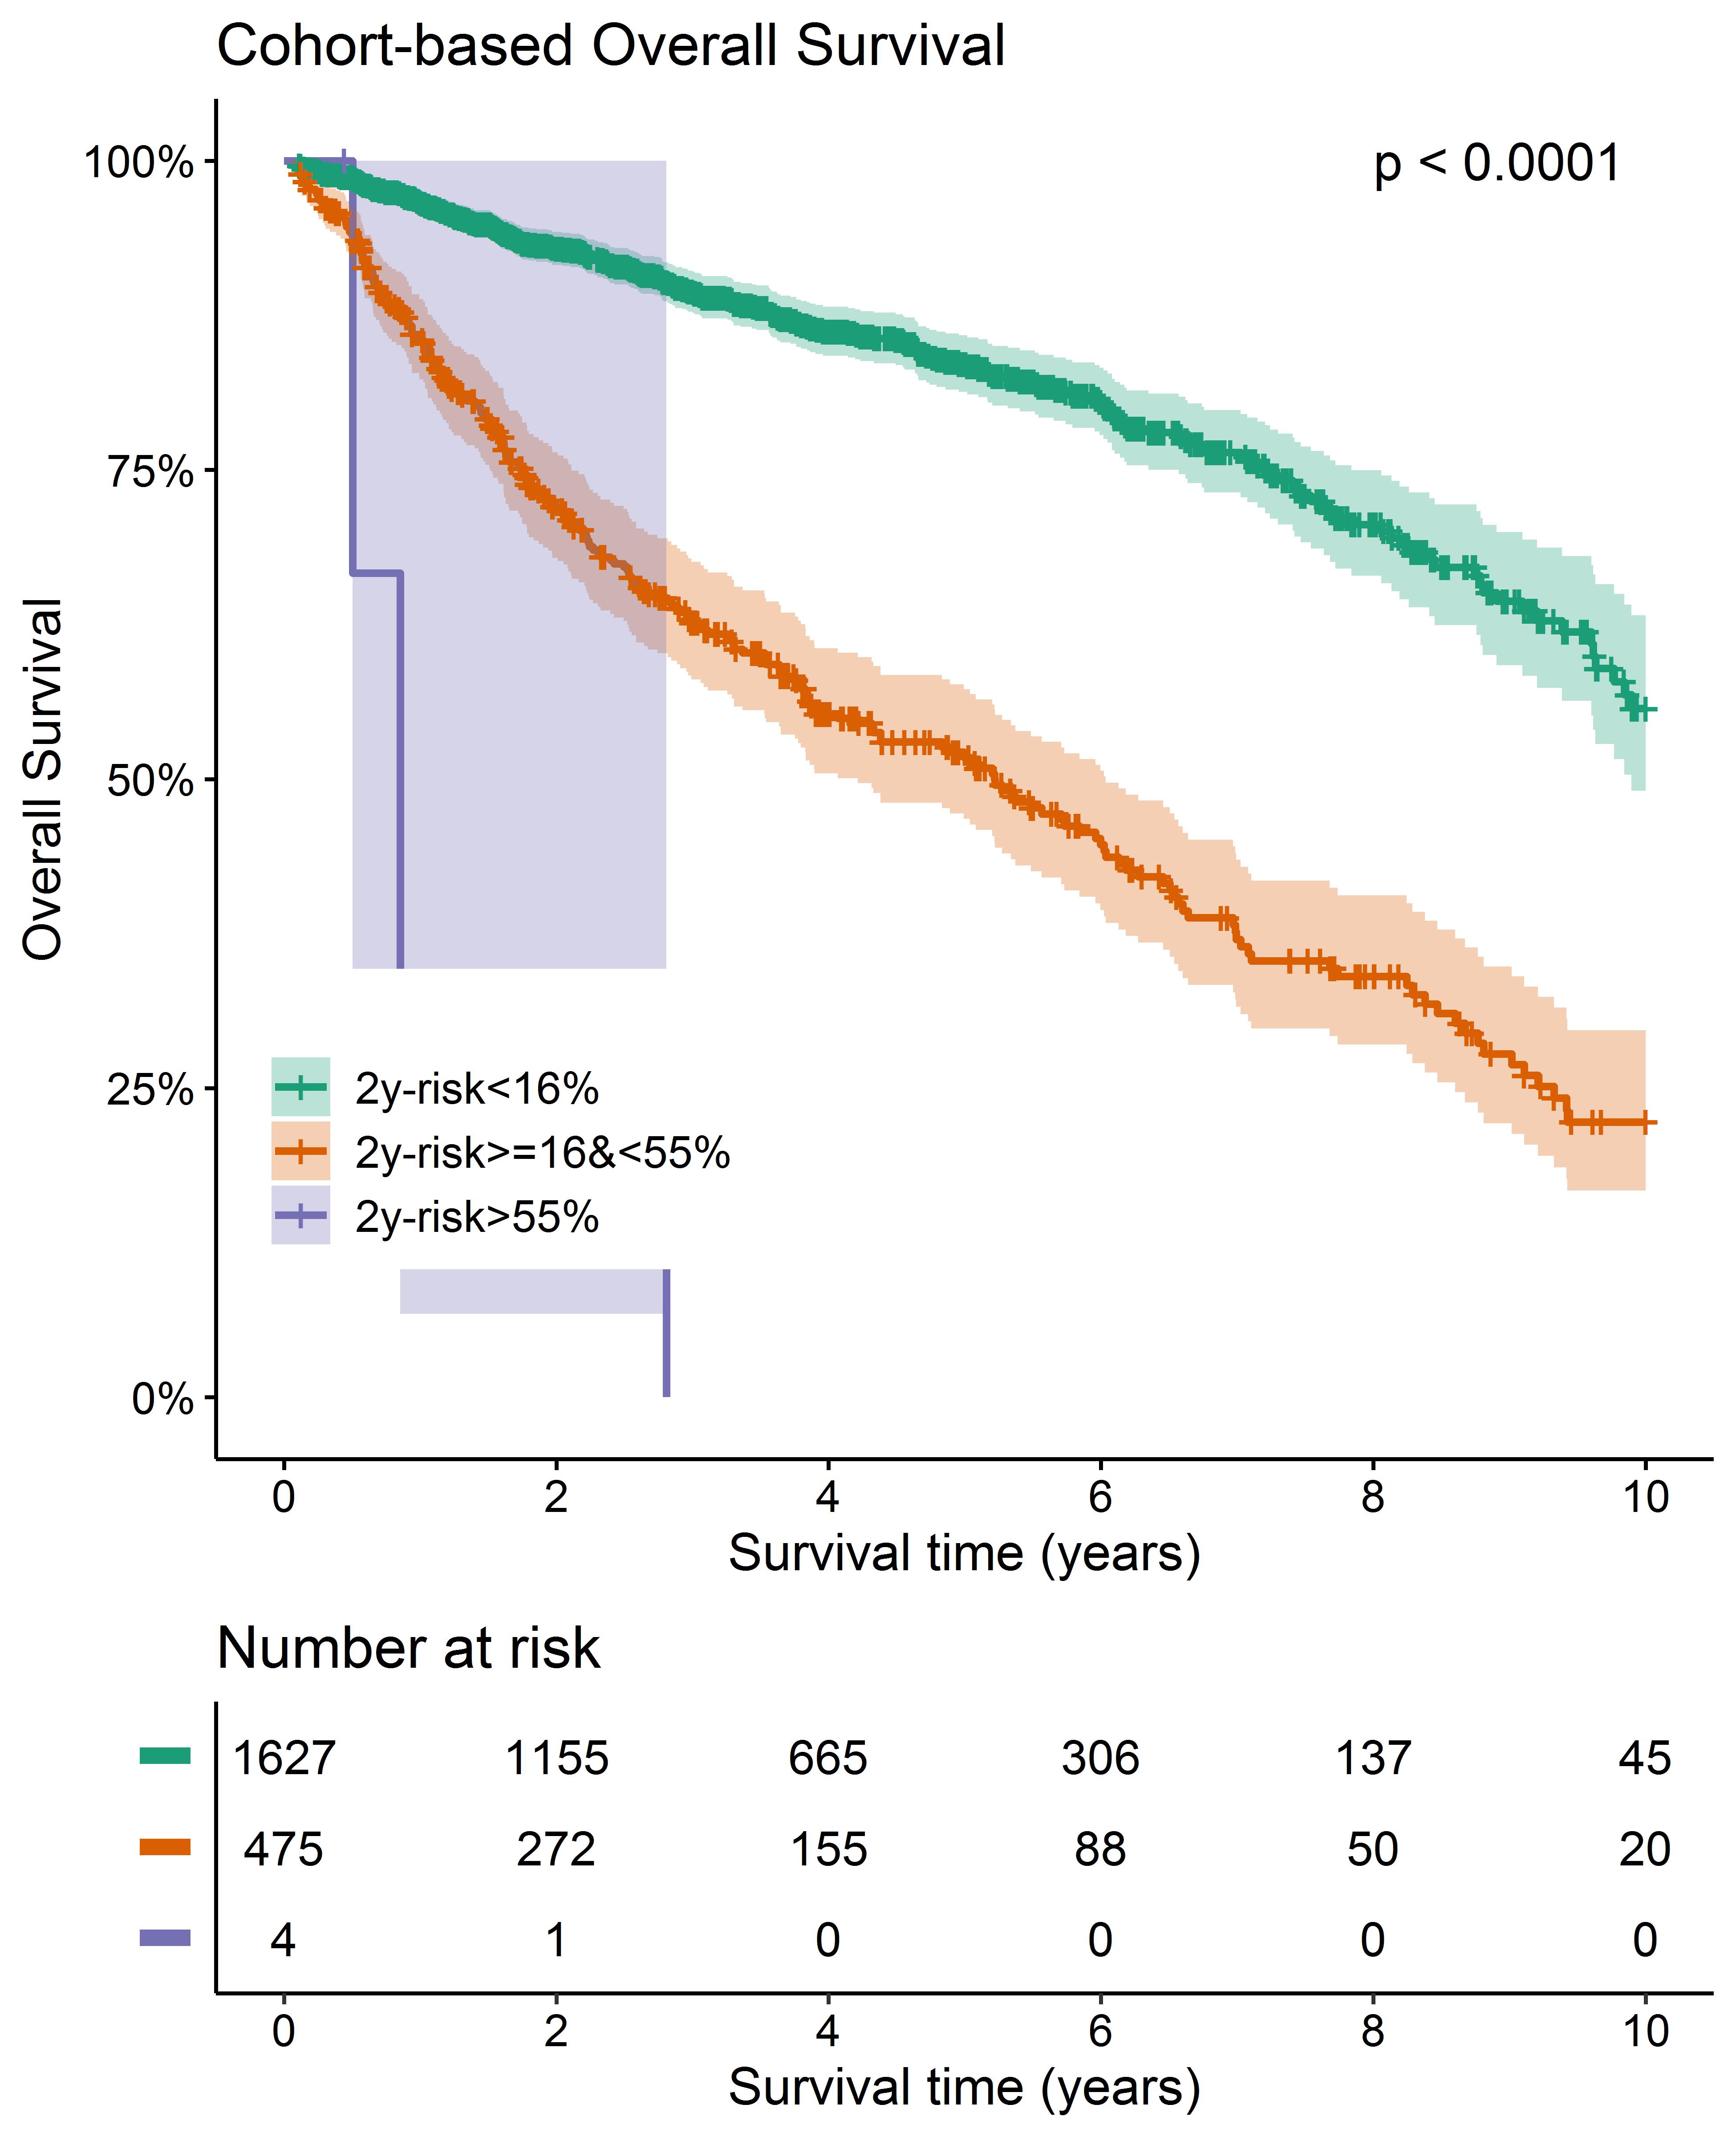 Cohort-based Overall Survival
p < 0.0001
100%
75%
50%
25%
0%
Overall Survival
2y-risk<16%
2y-risk>=16&<55%
2y-risk>55%
0 2 4 6 8 10
Survival time (years)
Number at risk
1627 1155 665 306 137 45
475 272 155 88 50 20
4 1 0 0 0 0
0 2 4 6 8 10
Survival time (years)